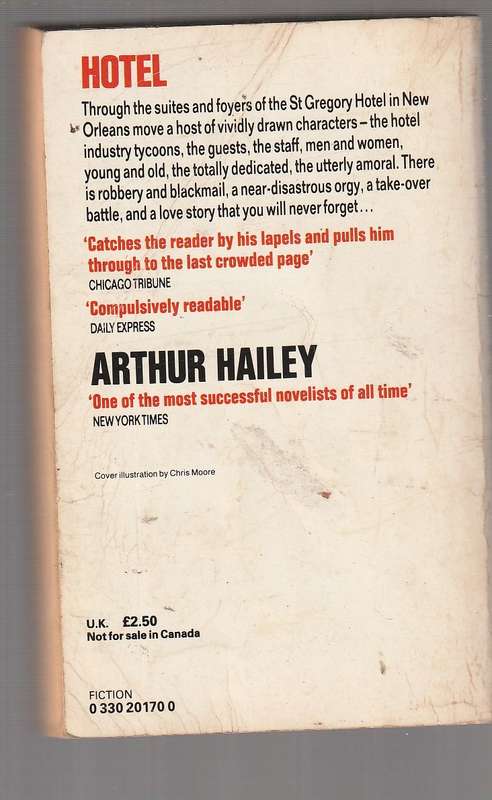 HOTEL
Through the suites and foyers of the St Gregory Hotel in New
Orleans move a host of vividly drawn characters – the hotel
industry tycoons, the guests, the staff, men and women,
young and old, the totally dedicated, the utterly amoral. There
is robbery and blackmail, a near-disastrous orgy, a take-over
battle, and a love story that you will never forget...
‘Catches the reader by his lapels and pulls him
through to the last crowded page’
CHICAGO TRIBUNE
‘Compulsively readable’
DAILY EXPRESS
ARTHUR HAILEY
‘One of the most successful novelists of all time’
NEW YORK TIMES
Cover illustration by Chris Moore
U.K. £2.50
Not for sale in Canada
FICTION
0 330 20170 0